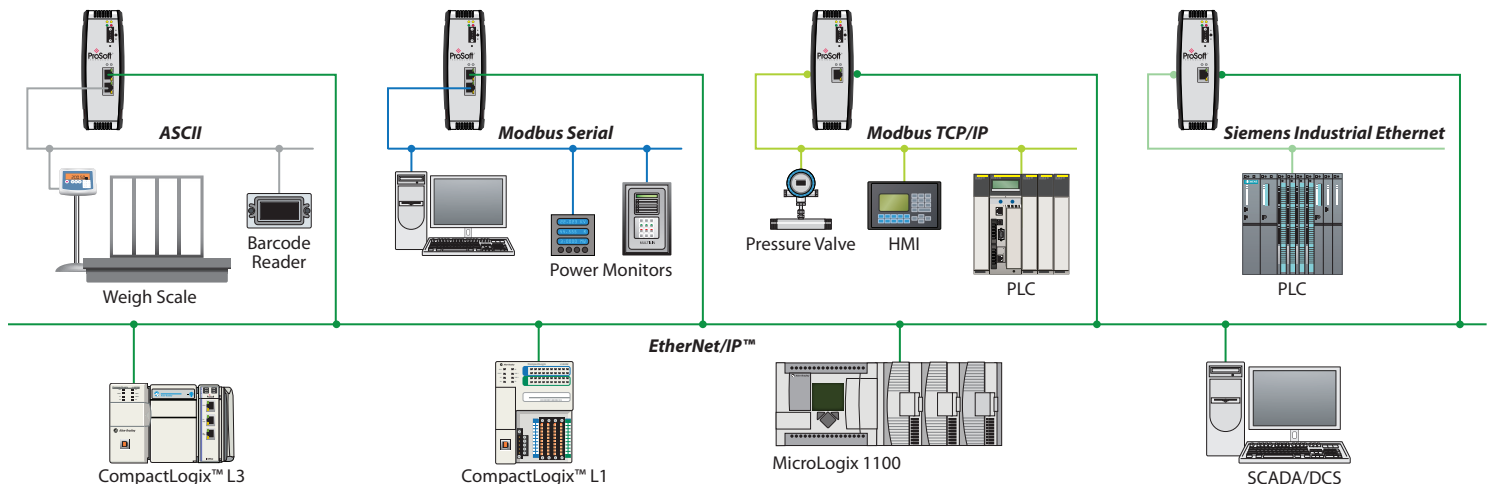 ProSoft
ProSoft
ProSoft
ProSoft
ASCII
Modbus Serial
Modbus TCP/IP
Siemens Industrial Ethernet
Barcode
Reader
Weigh Scale
Power Monitors
Pressure Valve
HMI
PLC
PLC
EtherNet/IP™
CompactLogix™ L3
CompactLogix™ L1
MicroLogix 1100
SCADA/DCS